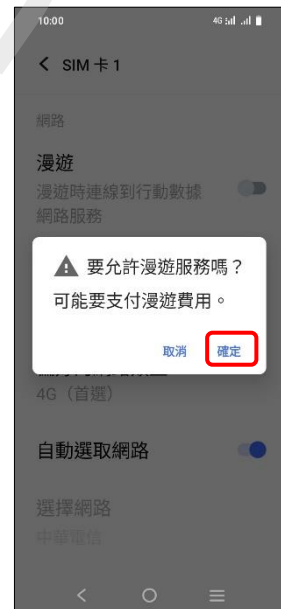 10:00
4G
SIM 卡 1
網路
漫遊
漫遊時連線到行動數據
網路服務
要允許漫遊服務嗎？
可能要支付漫遊費用。
取消 確定
4G（首選）
自動選取網路
選擇網路
中華電信